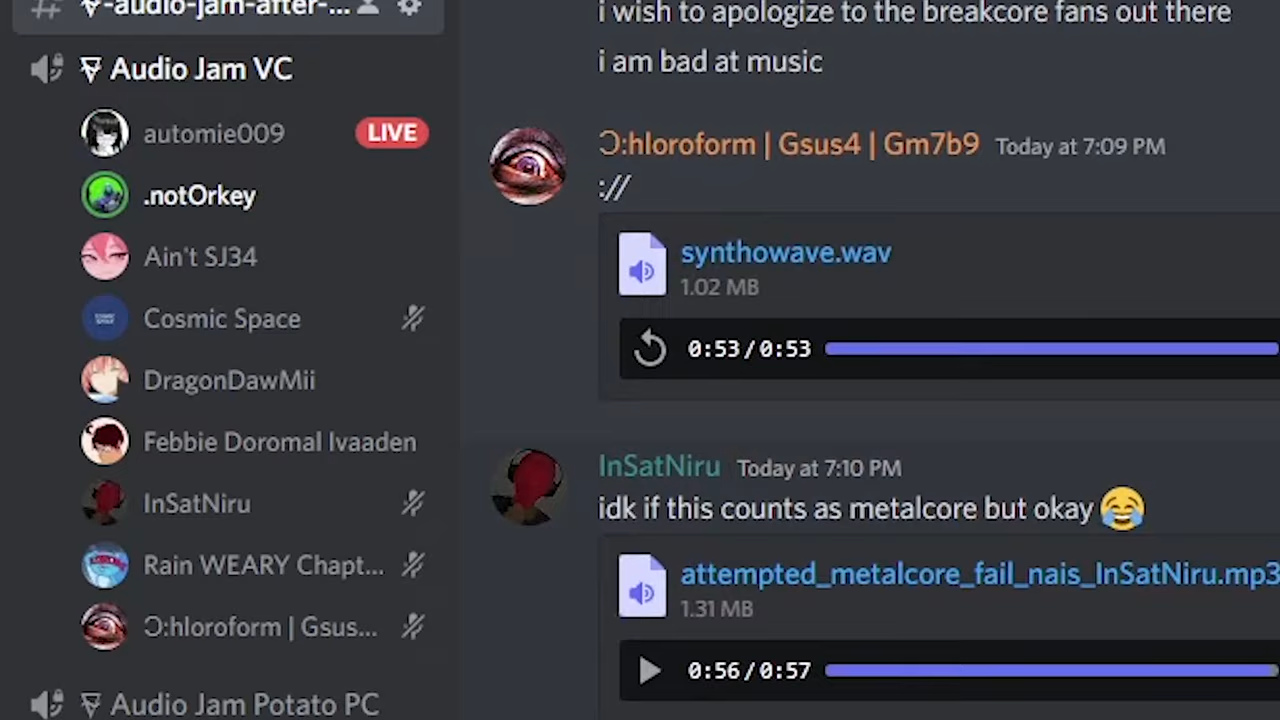 -audio-jam-after-...
Audio Jam VC
automie009
LIVE
.notOrkey
Ain't SJ34
Cosmic Space
DragonDawMii
Febbie Doromal Ivaaden
InSatNiru
Rain WEARY Chapt...
Ɔ:hloroform | Gsus...
Audio Jam Potato PC
i wish to apologize to the breakcore fans out there
i am bad at music
Ɔ:hloroform | Gsus4 | Gm7b9 Today at 7:09 PM
://
synthowave.wav
1.02 MB
0:53/0:53
InSatNiru Today at 7:10 PM
idk if this counts as metalcore but okay 😂
attempted_metalcore_fail_nais_InSatNiru.mp3
1.31 MB
0:56/0:57